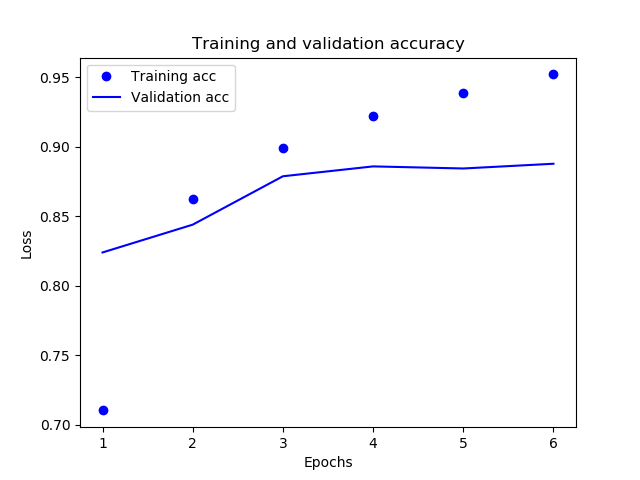 Training and validation accuracy
Training acc
Validation acc
0.95
0.90
0.85
0.80
0.75
0.70
Loss
1 2 3 4 5 6
Epochs